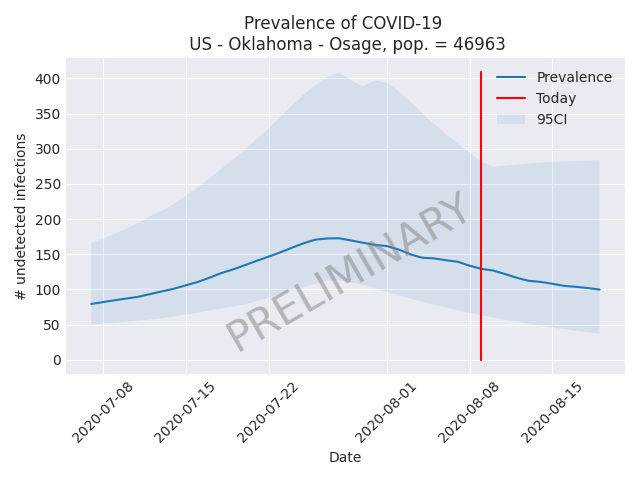 Prevalence of COVID-19
US - Oklahoma - Osage, pop. = 46963
400
350
300
250
200
150
100
50
0
# undetected infections
Prevalence
Today
95CI
PRELIMINARY
2020-07-08
2020-07-15
2020-07-22
2020-08-01
2020-08-08
2020-08-15
Date